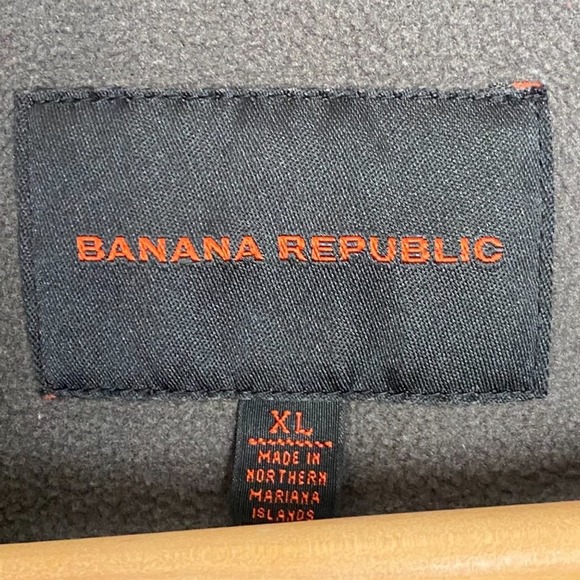 BANANA REPUBLIC
XL
MADE IN
NORTHERN
MARIANA
ISLANDS